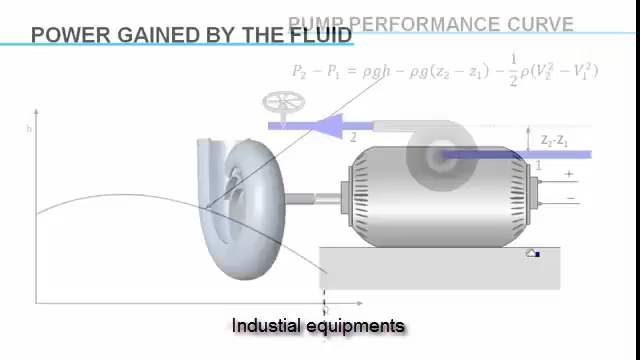 PUMP PERFORMANCE CURVE
POWER GAINED BY THE FLUID
P₂ − P₁ = ρgh − ρg(z₂ − z₁) − 1/2 ρ(V₂² − V₁²)
h
2
z₂-z₁
1
+
−
Industial equipments